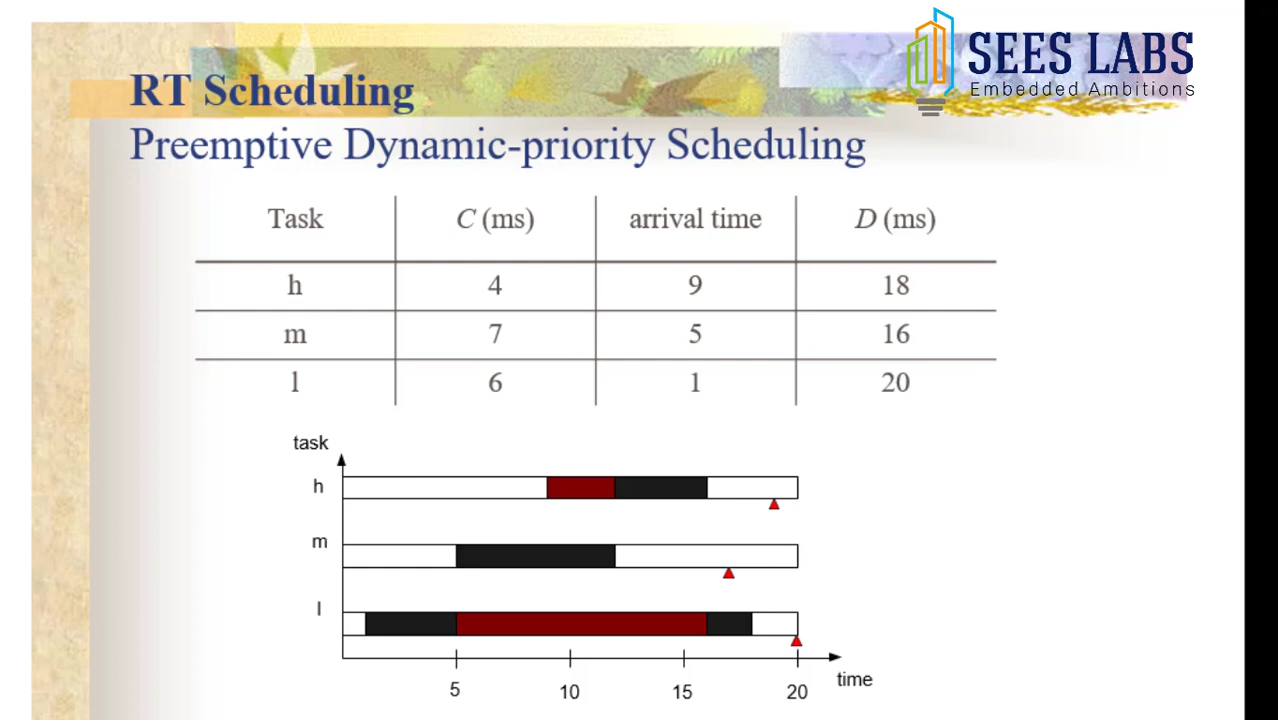 SEES LABS
Embedded Ambitions
RT Scheduling
Preemptive Dynamic-priority Scheduling
Task C (ms) arrival time D (ms)
h 4 9 18
m 7 5 16
l 6 1 20
task
h
m
l
5 10 15 20
time